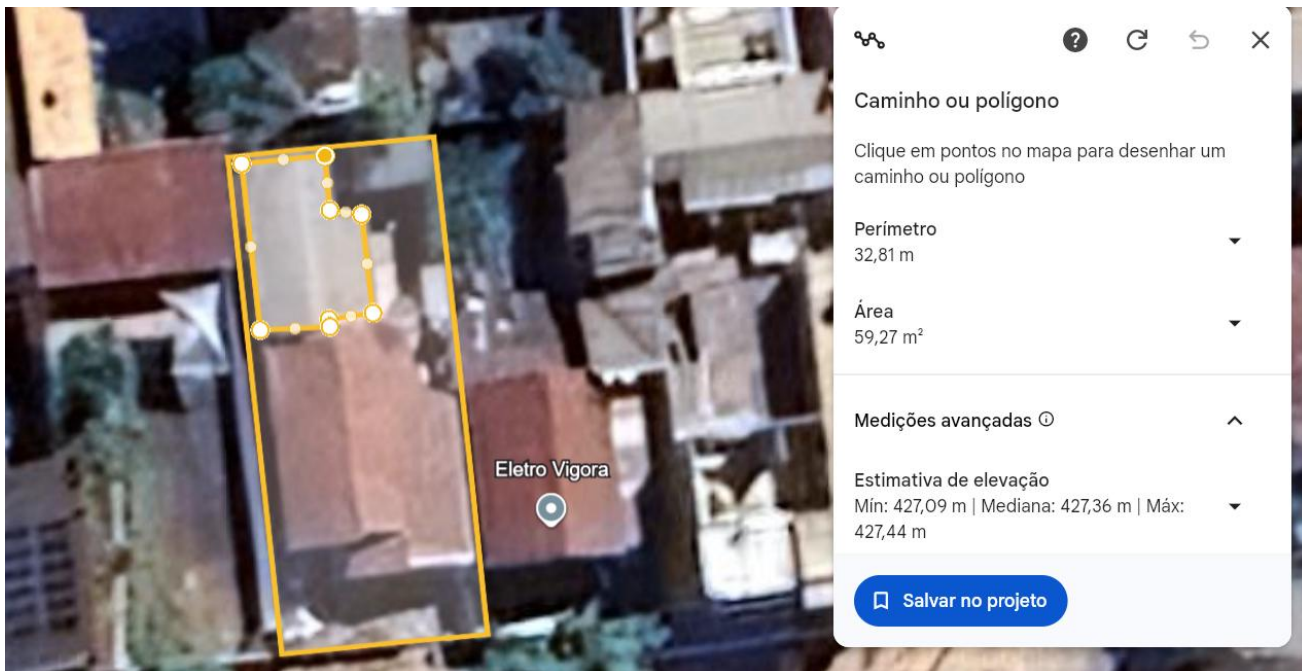 Caminho ou polígono
Clique em pontos no mapa para desenhar um
caminho ou polígono
Perímetro
32,81 m
Área
59,27 m²
Medições avançadas
Estimativa de elevação
Mín: 427,09 m | Mediana: 427,36 m | Máx:
427,44 m
Salvar no projeto
Eletro Vigora